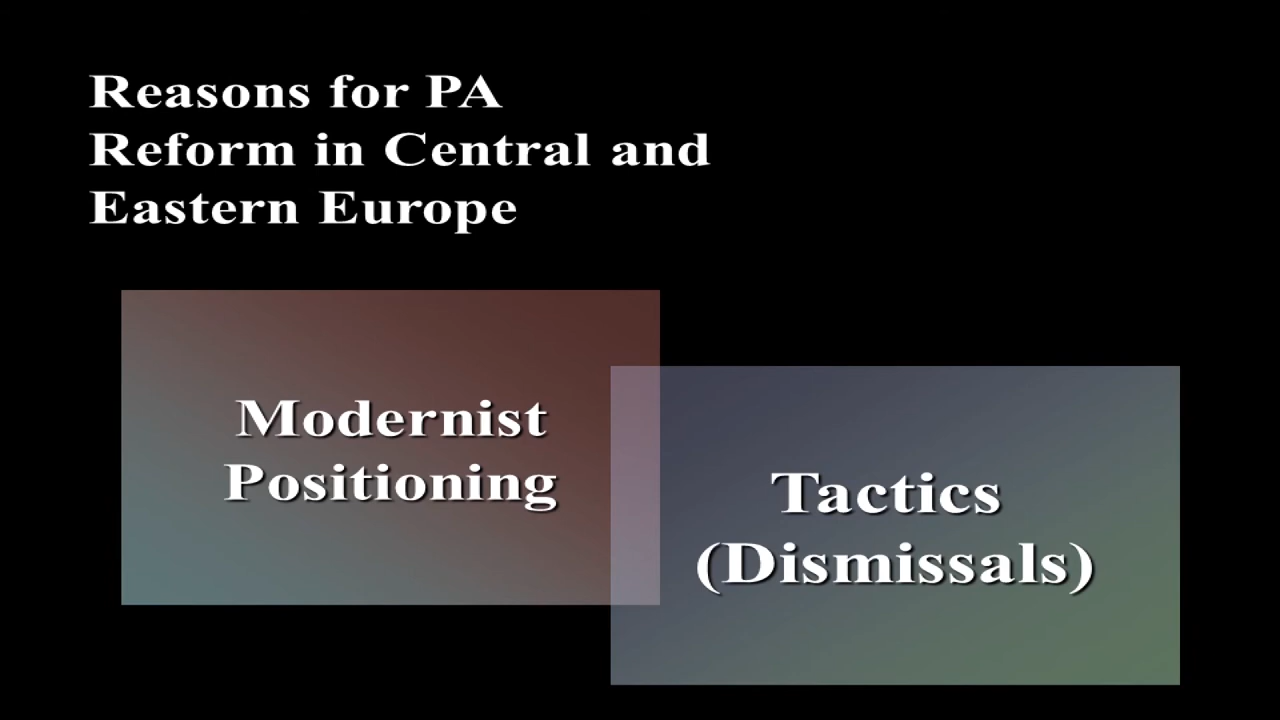 Reasons for PA
Reform in Central and
Eastern Europe
Modernist
Positioning
Tactics
(Dismissals)